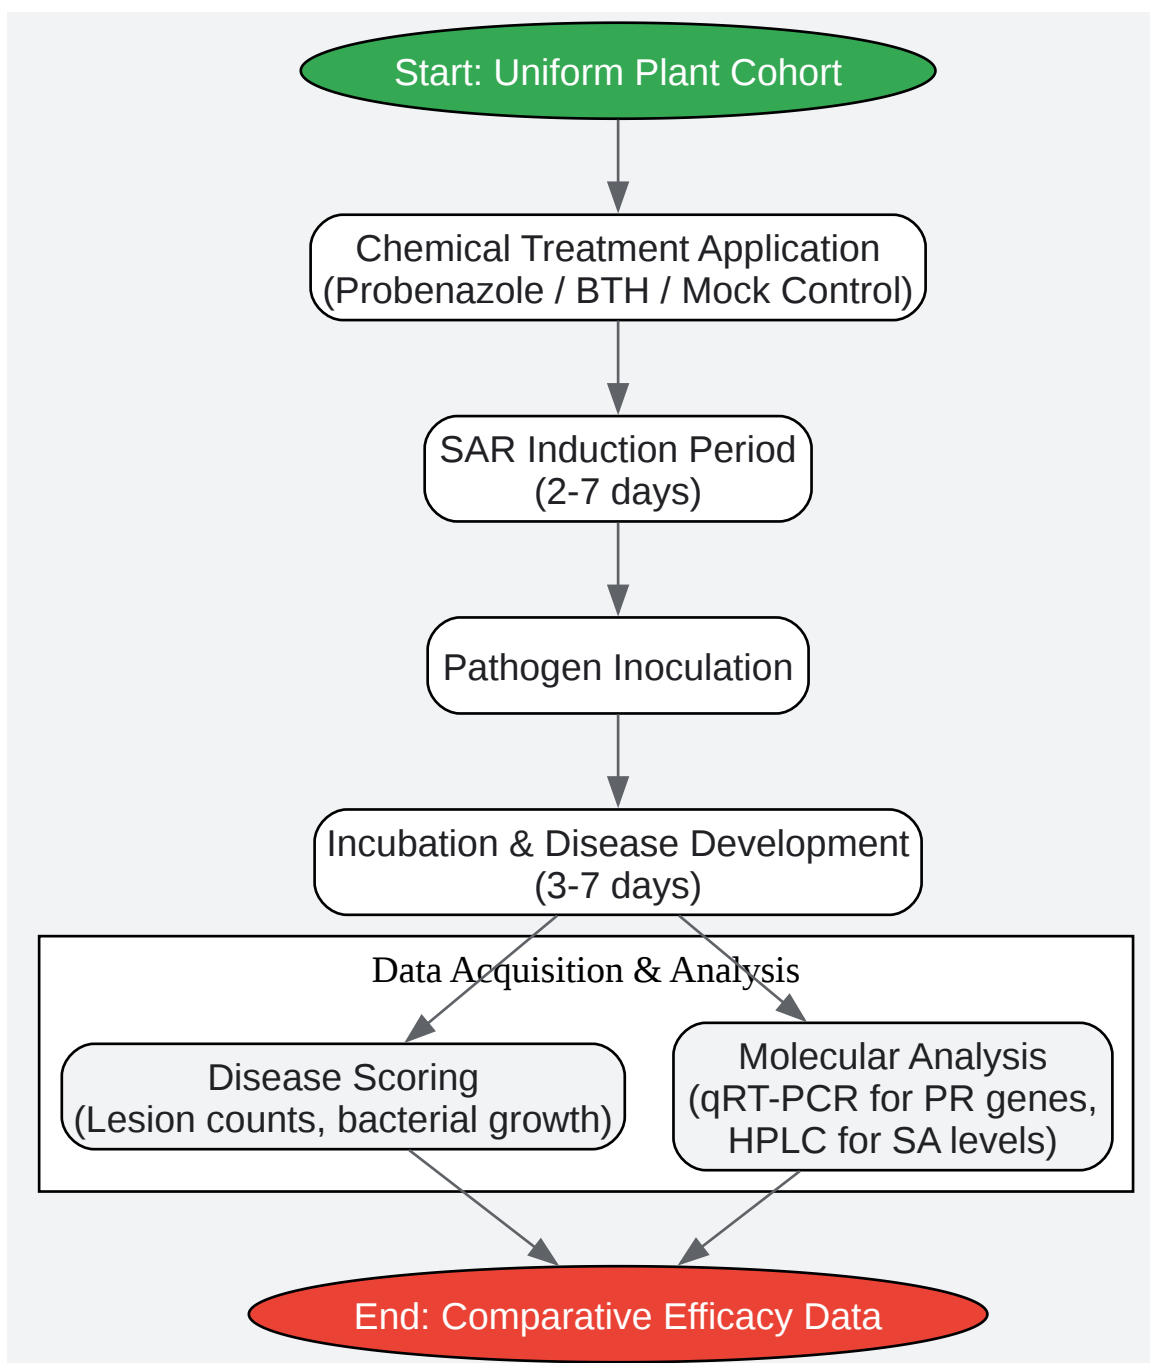 Start: Uniform Plant Cohort
Chemical Treatment Application
(Probenazole / BTH / Mock Control)
SAR Induction Period
(2-7 days)
Pathogen Inoculation
Incubation & Disease Development
(3-7 days)
Data Acquisition & Analysis
Disease Scoring
(Lesion counts, bacterial growth)
Molecular Analysis
(qRT-PCR for PR genes,
HPLC for SA levels)
End: Comparative Efficacy Data